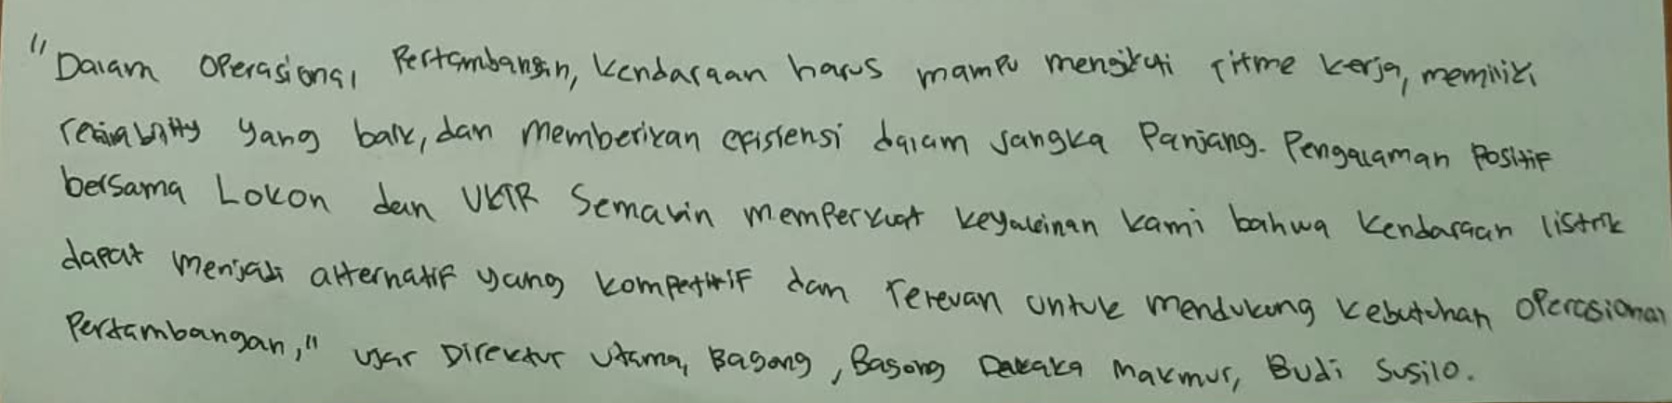 "Dalam Operasional Pertambangan, kendaraan harus mampu mengikuti ritme kerja, memiliki
reliability yang baik, dan memberikan efisiensi dalam jangka Panjang. Pengalaman Positif
bersama Lokon dan VKTR Semakin memperkuat keyakinan kami bahwa kendaraan listrik
dapat menjadi alternatif yang kompetitif dan relevan untuk mendukung kebutuhan operasional
Pertambangan," ujar Direktur Utama, Bagong, Bagong Dekaka Makmur, Budi Susilo.